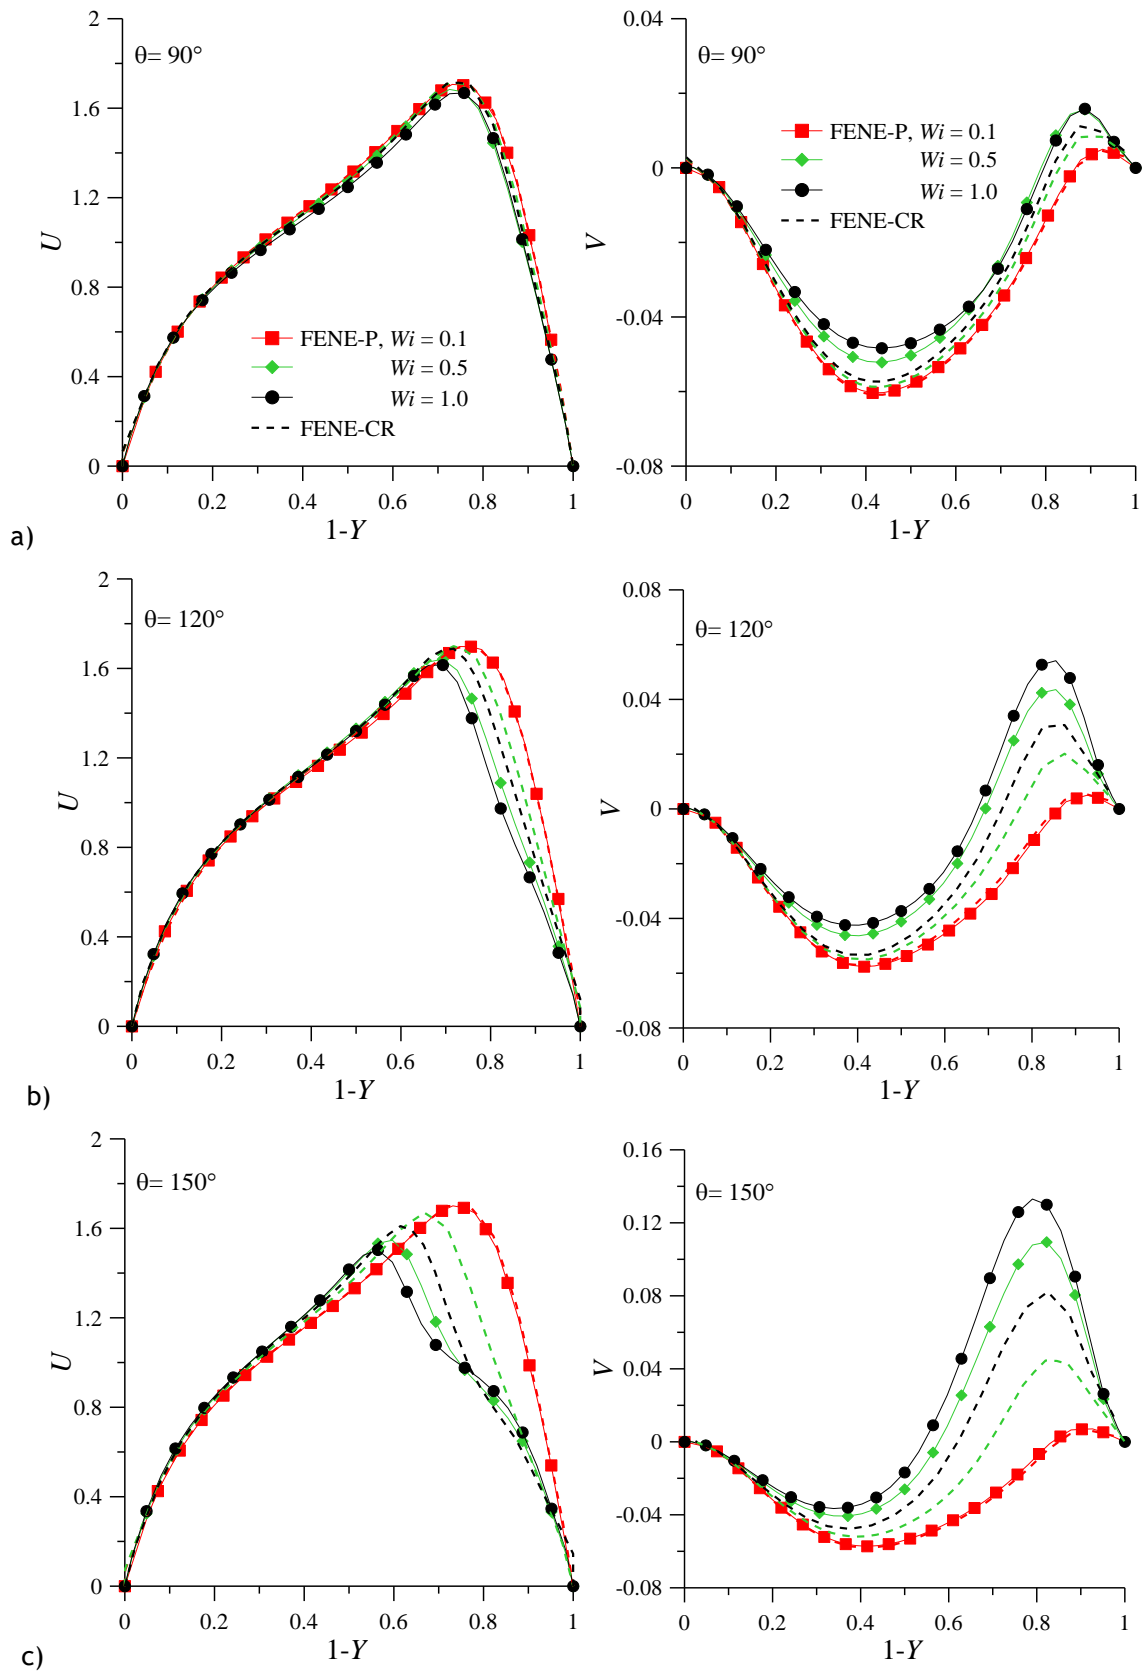 2
1.6
1.2
0.8
0.4
0
U
θ= 90°
FENE-P, Wi = 0.1
Wi = 0.5
Wi = 1.0
FENE-CR
0 0.2 0.4 0.6 0.8 1
1-Y
0.04
0
-0.04
-0.08
V
θ= 90°
FENE-P, Wi = 0.1
Wi = 0.5
Wi = 1.0
FENE-CR
0 0.2 0.4 0.6 0.8 1
1-Y
a)
2
1.6
1.2
0.8
0.4
0
U
θ= 120°
0 0.2 0.4 0.6 0.8 1
1-Y
0.08
0.04
0
-0.04
-0.08
V
θ= 120°
0 0.2 0.4 0.6 0.8 1
1-Y
b)
2
1.6
1.2
0.8
0.4
0
U
θ= 150°
0 0.2 0.4 0.6 0.8 1
1-Y
0.16
0.12
0.08
0.04
0
-0.04
-0.08
V
θ= 150°
0 0.2 0.4 0.6 0.8 1
1-Y
c)